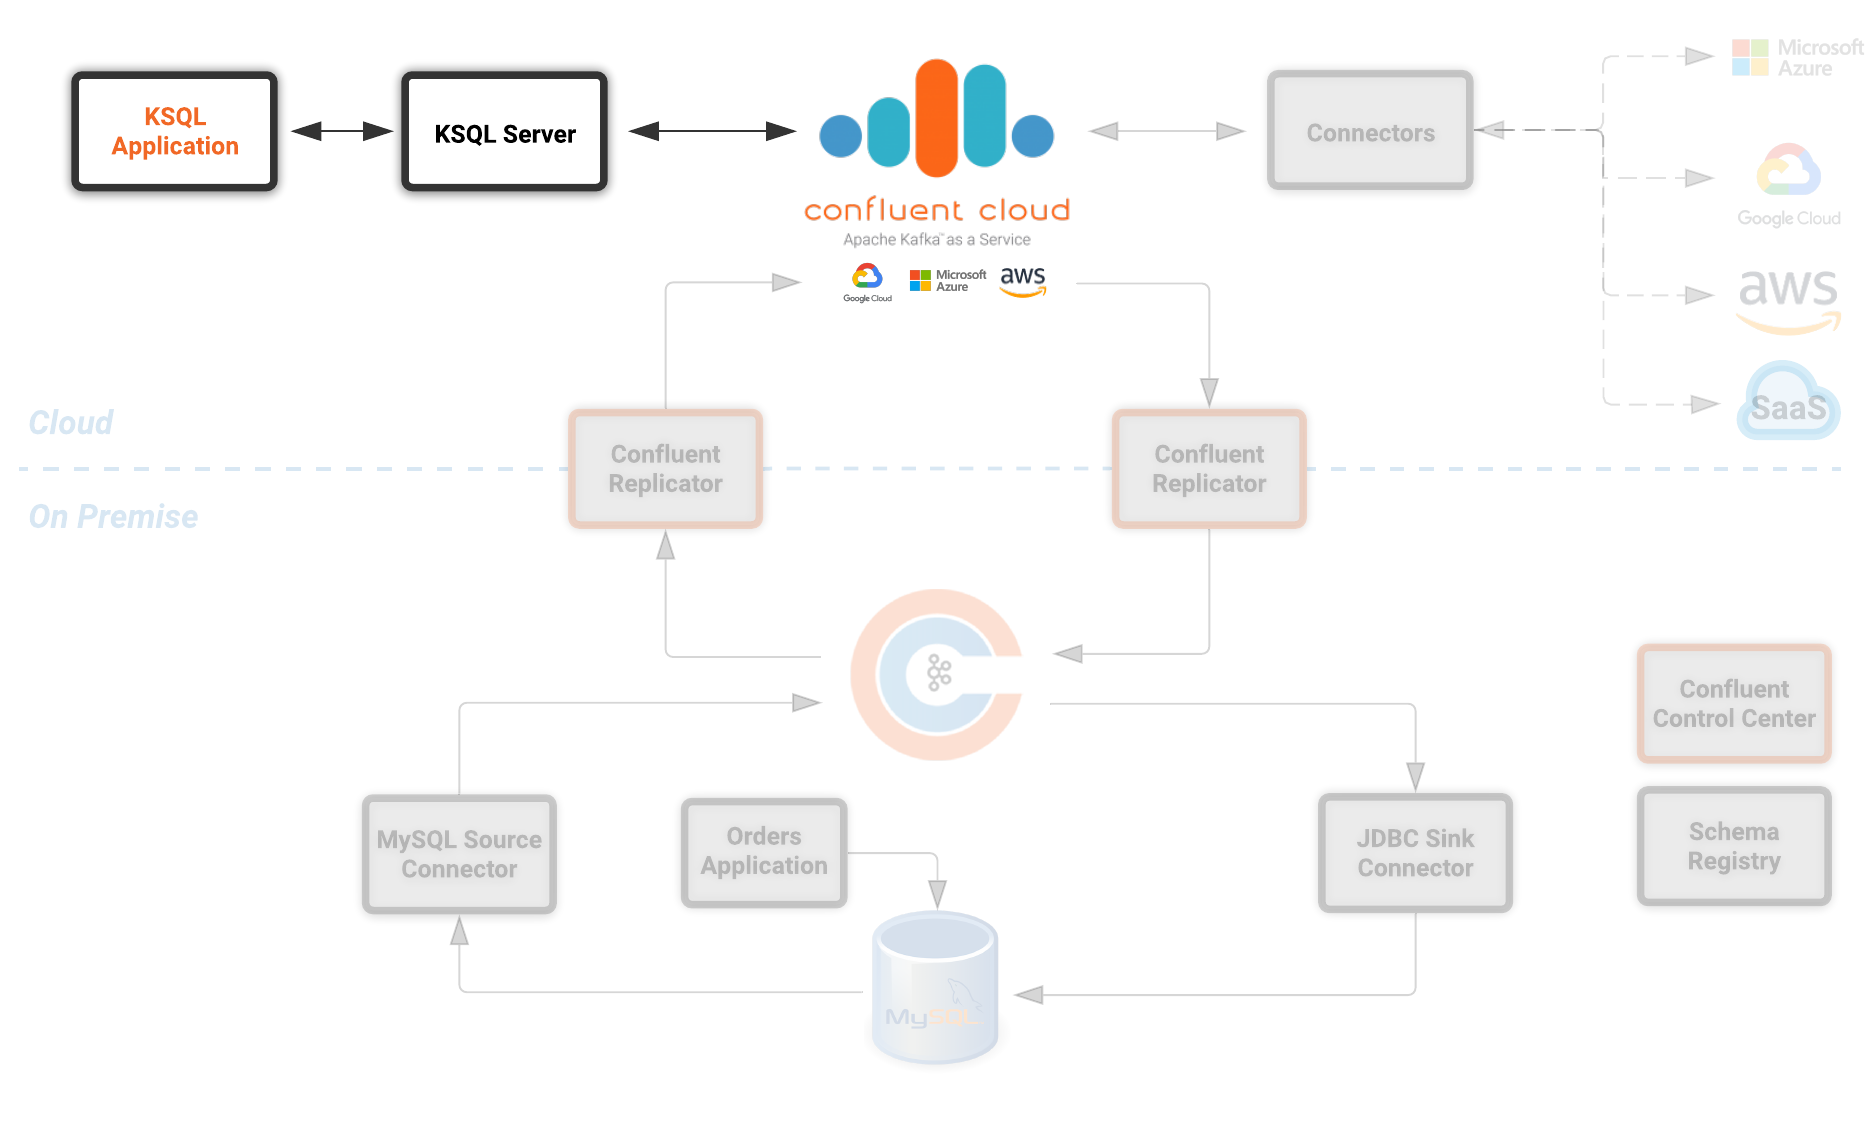 KSQL
Application
KSQL Server
confluent cloud
Apache Kafka™ as a Service
Google Cloud
Microsoft
Azure
aws
Connectors
Microsoft
Azure
Google Cloud
aws
SaaS
Cloud
On Premise
Confluent
Replicator
Confluent
Replicator
Confluent
Control Center
MySQL Source
Connector
Orders
Application
JDBC Sink
Connector
Schema
Registry
MySQL